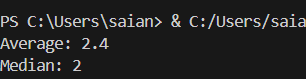 PS C:\Users\saian> & C:/Users/saia
Average: 2.4
Median: 2